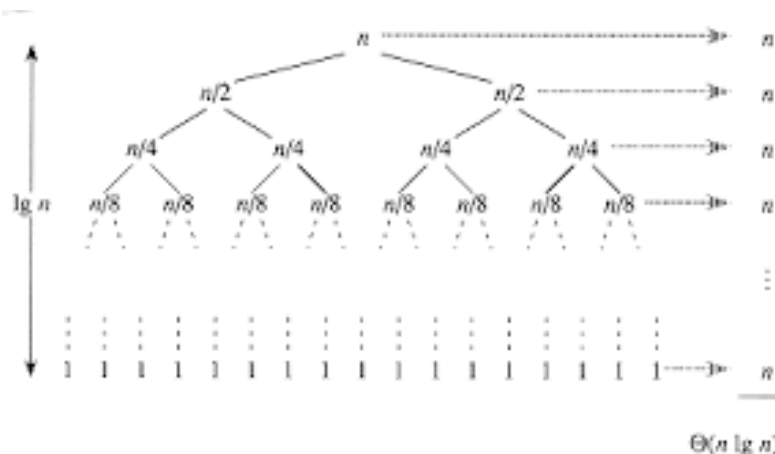 n n
n/2 n/2 n
n/4 n/4 n/4 n/4 n
lg n n/8 n/8 n/8 n/8 n/8 n/8 n/8 n/8 n
1 1 1 1 1 1 1 1 1 1 1 1 1 1 1 1 1 n
Θ(n lg n)